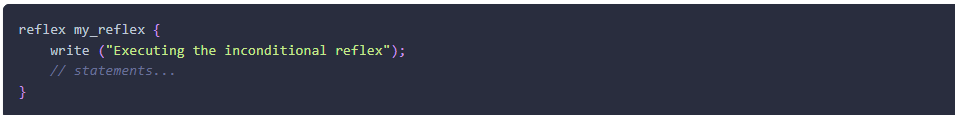 reflex my_reflex {
    write ("Executing the inconditional reflex");
    // statements...
}